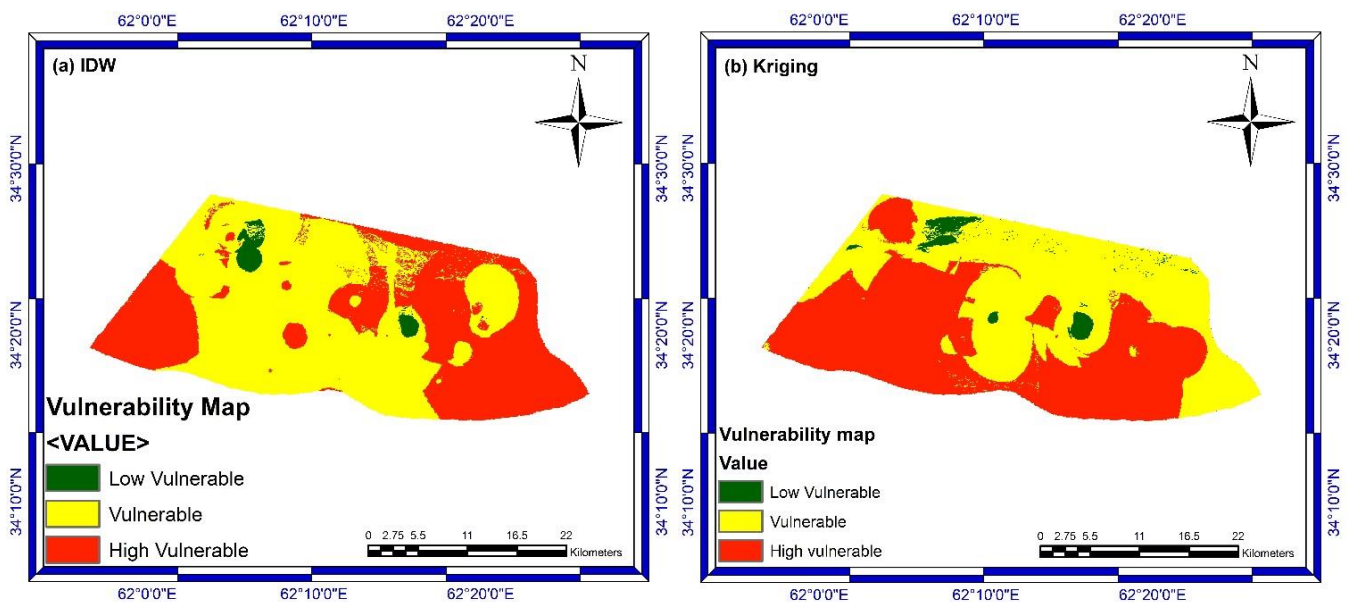 62°0'0"E 62°10'0"E 62°20'0"E
(a) IDW
N
34°30'0"N 34°30'0"N
34°20'0"N 34°20'0"N
34°10'0"N 34°10'0"N
Vulnerability Map
<VALUE>
Low Vulnerable
Vulnerable
High Vulnerable
0 2.75 5.5 11 16.5 22
Kilometers
62°0'0"E 62°10'0"E 62°20'0"E
62°0'0"E 62°10'0"E 62°20'0"E
(b) Kriging
N
34°30'0"N 34°30'0"N
34°20'0"N 34°20'0"N
34°10'0"N 34°10'0"N
Vulnerability map
Value
Low Vulnerable
Vulnerable
High vulnerable
0 2.75 5.5 11 16.5 22
Kilometers
62°0'0"E 62°10'0"E 62°20'0"E